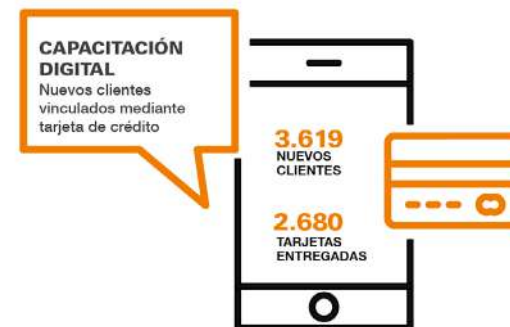 CAPACITACIÓN
DIGITAL
Nuevos clientes
vinculados mediante
tarjeta de crédito
3.619
NUEVOS
CLIENTES
2.680
TARJETAS
ENTREGADAS